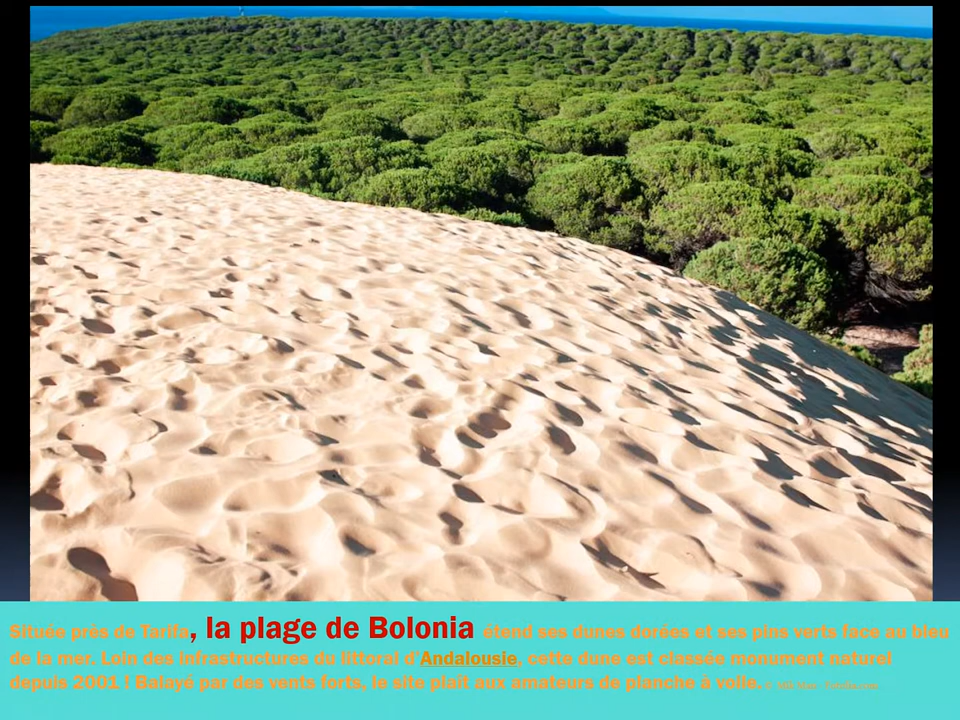 Située près de Tarifa, la plage de Bolonia étend ses dunes dorées et ses pins verts face au bleu
de la mer. Loin des infrastructures du littoral d'Andalousie, cette dune est classée monument naturel
depuis 2001 ! Balayé par des vents forts, le site plaît aux amateurs de planche à voile.